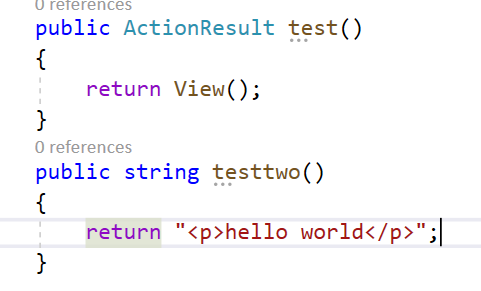 0 references
public ActionResult test()
{
return View();
}
0 references
public string testtwo()
{
return "<p>hello world</p>";
}